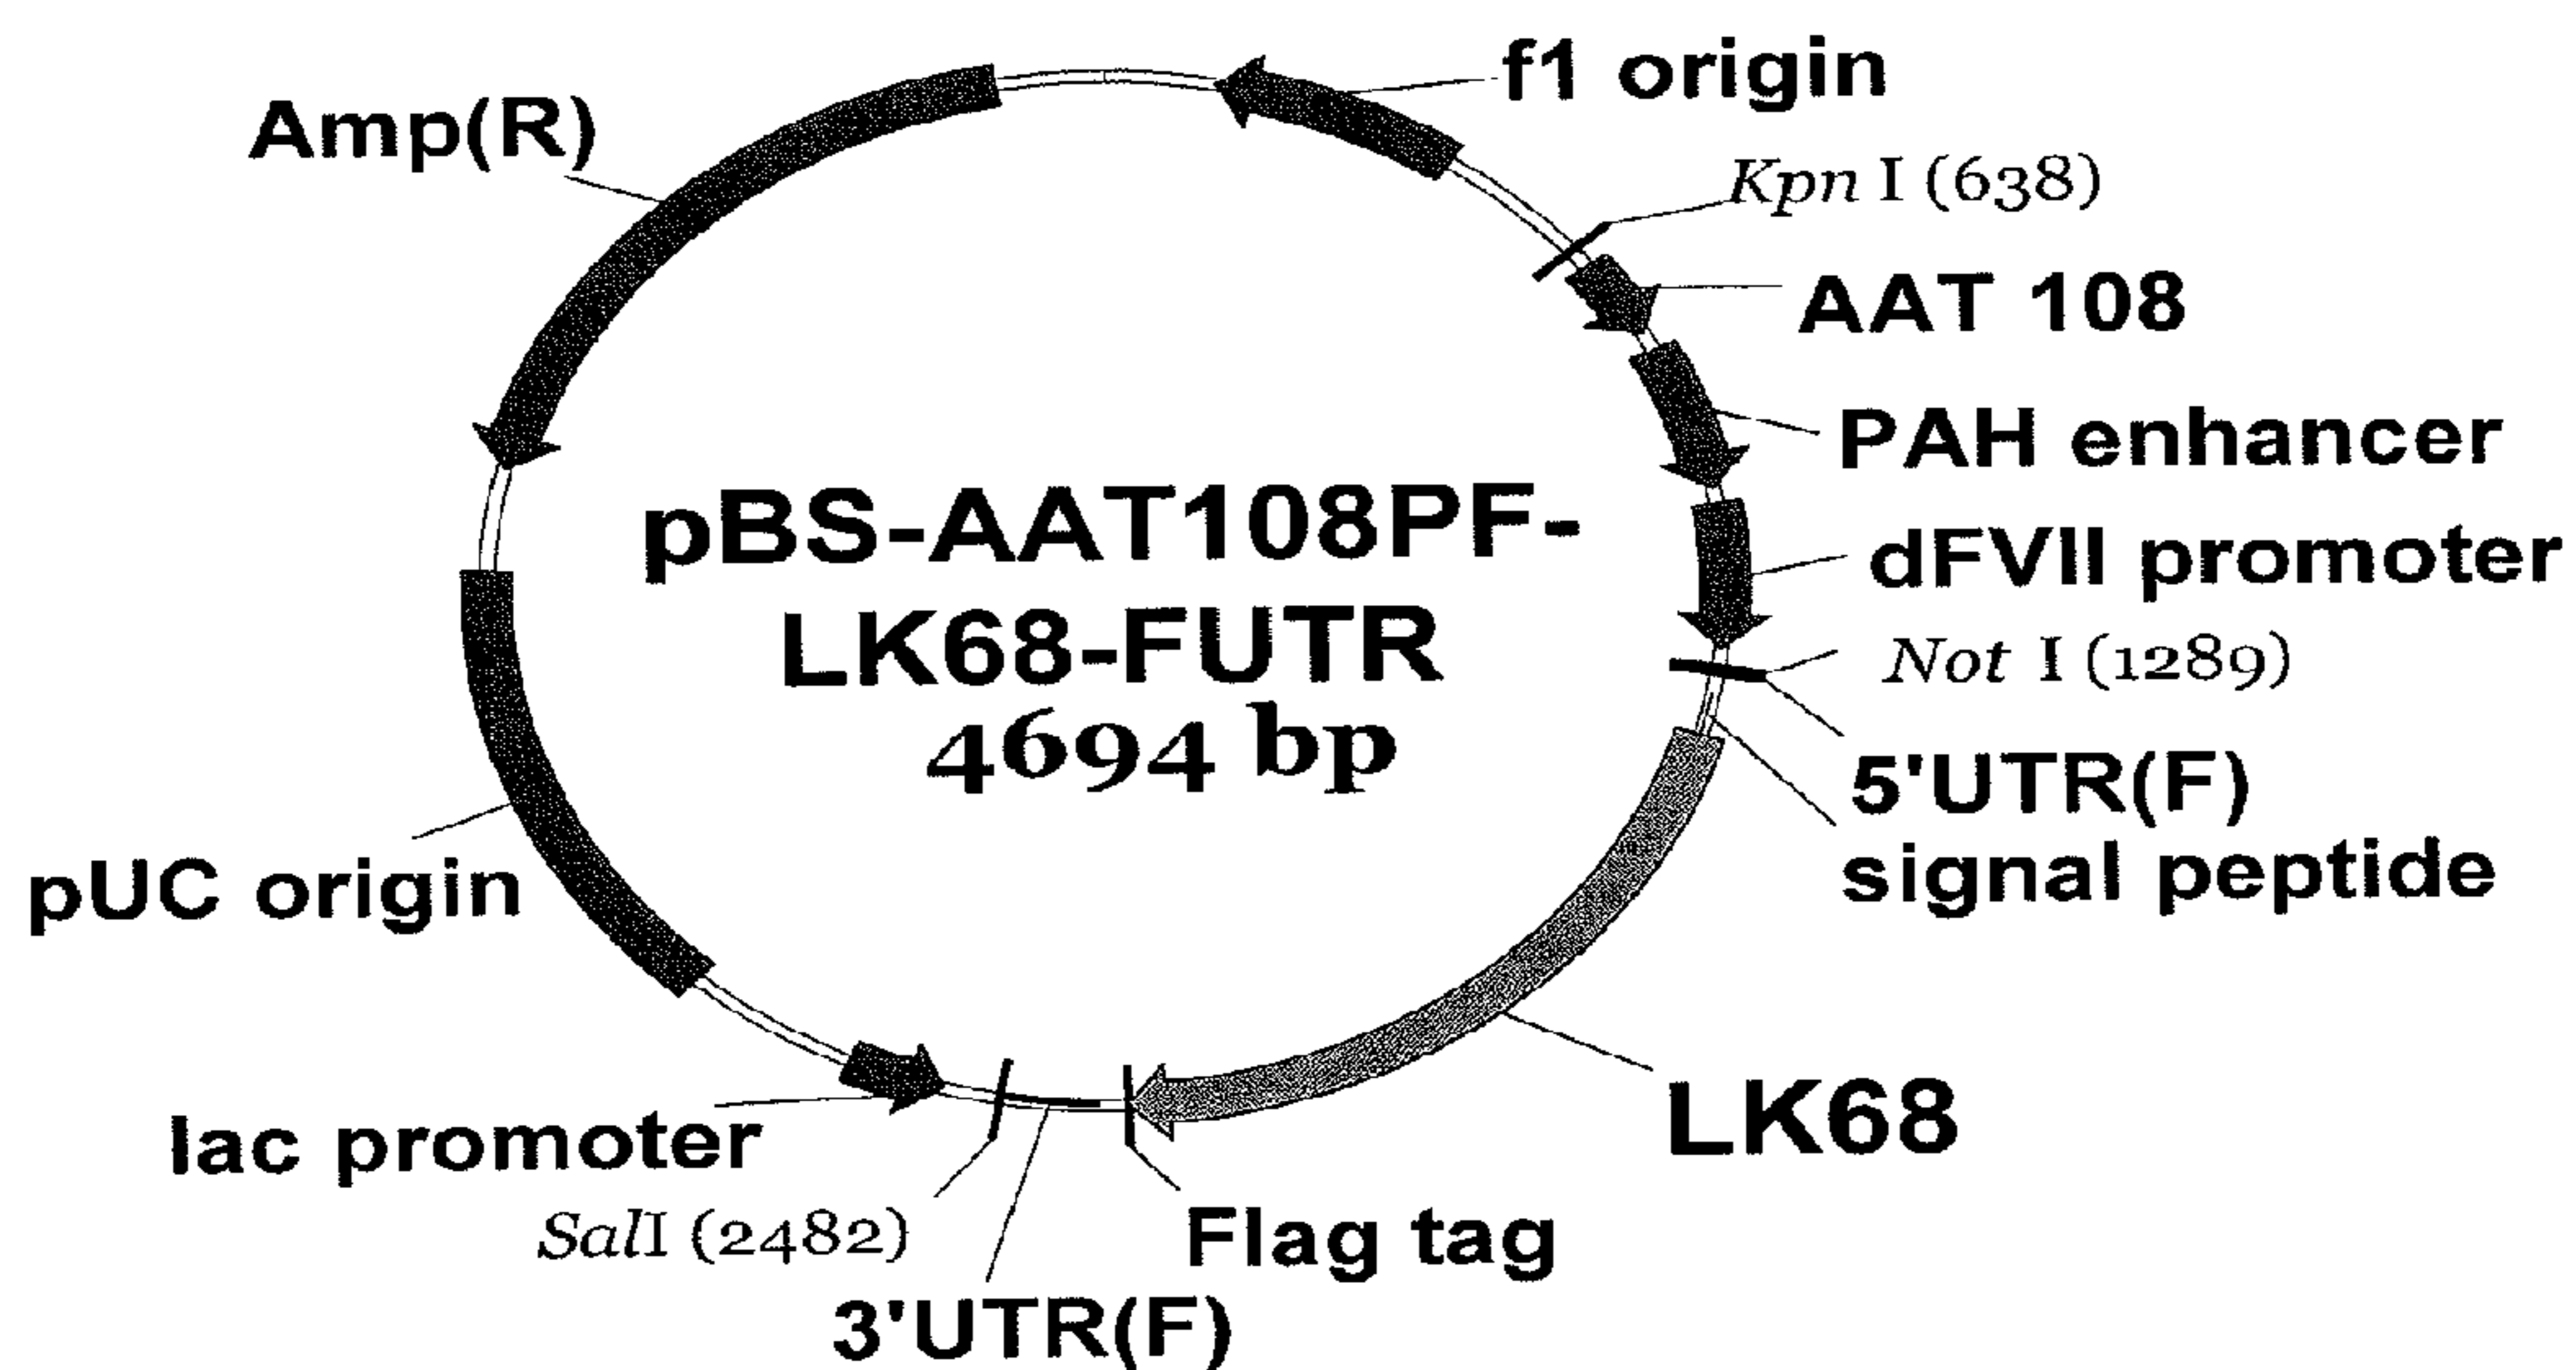 f1 origin
Amp(R)
Kpn I (638)
AAT 108
PAH enhancer
pBS-AAT108PF-
LK68-FUTR
4694 bp
dFVII promoter
Not I (1289)
5'UTR(F)
signal peptide
pUC origin
LK68
lac promoter
SalI (2482)
Flag tag
3'UTR(F)